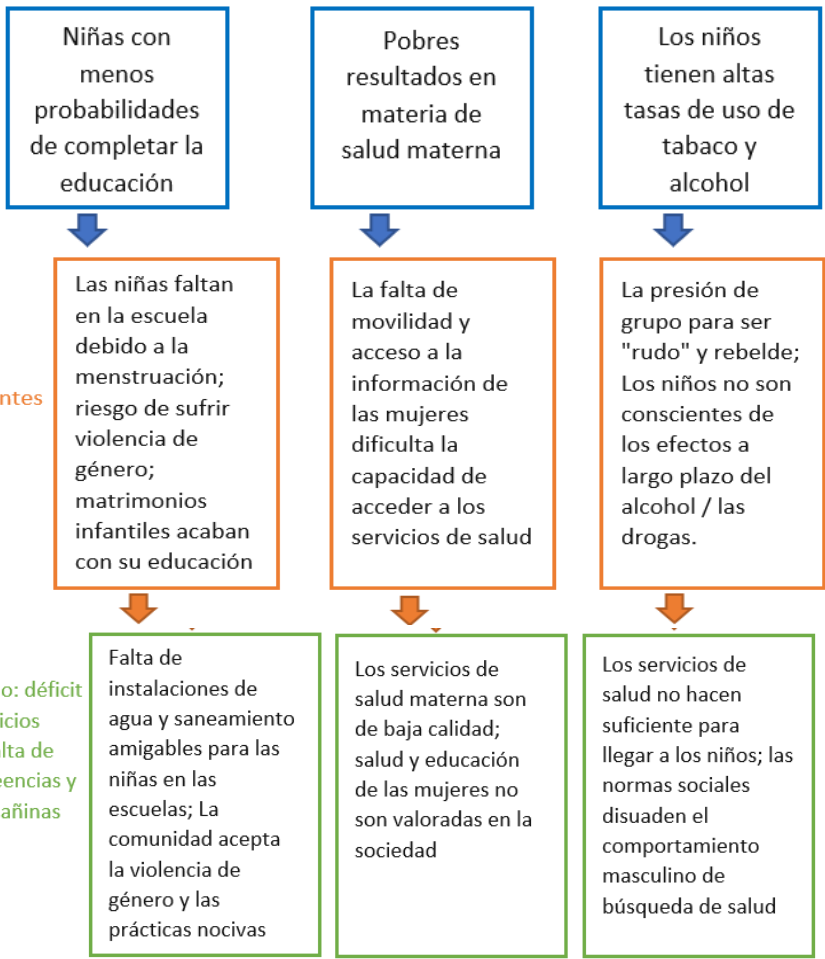 Niñas con
menos
probabilidades
de completar la
educación
Pobres
resultados en
materia de
salud materna
Los niños
tienen altas
tasas de uso de
tabaco y
alcohol
Las niñas faltan
en la escuela
debido a la
menstruación;
riesgo de sufrir
violencia de
género;
matrimonios
infantiles acaban
con su educación
La falta de
movilidad y
acceso a la
información de
las mujeres
dificulta la
capacidad de
acceder a los
servicios de salud
La presión de
grupo para ser
"rudo" y rebelde;
Los niños no son
conscientes de
los efectos a
largo plazo del
alcohol / las
drogas.
ntes
o: déficit
icios
lta de
eencias y
añinas
Falta de
instalaciones de
agua y saneamiento
amigables para las
niñas en las
escuelas; La
comunidad acepta
la violencia de
género y las
prácticas nocivas
Los servicios de
salud materna son
de baja calidad;
salud y educación
de las mujeres no
son valoradas en la
sociedad
Los servicios de
salud no hacen
suficiente para
llegar a los niños; las
normas sociales
disuaden el
comportamiento
masculino de
búsqueda de salud